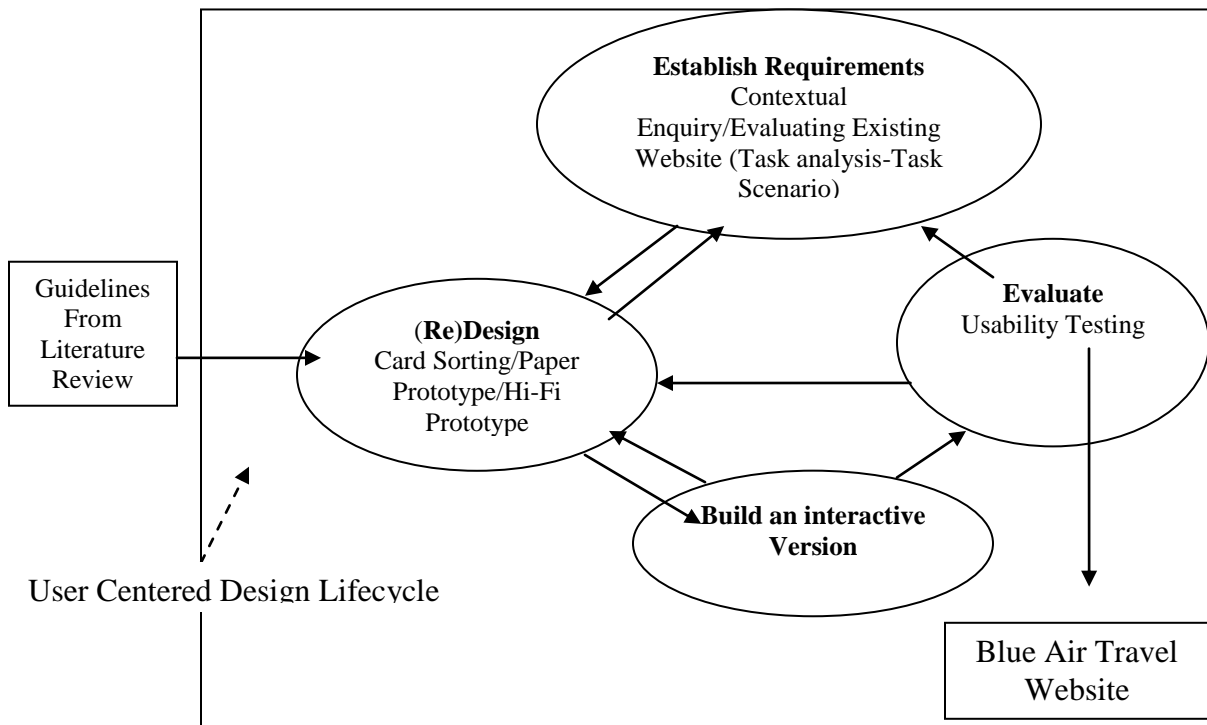 Establish Requirements
Contextual
Enquiry/Evaluating Existing
Website (Task analysis-Task
Scenario)
Guidelines
From
Literature
Review
(Re)Design
Card Sorting/Paper
Prototype/Hi-Fi
Prototype
Evaluate
Usability Testing
Build an interactive
Version
User Centered Design Lifecycle
Blue Air Travel
Website